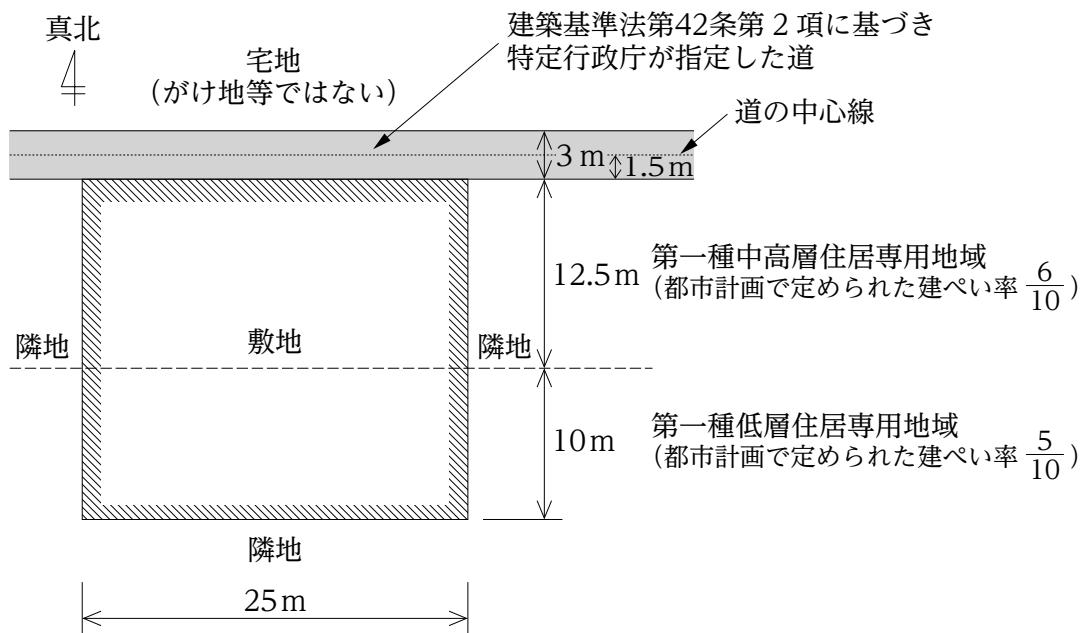 建築基準法第42条第２項に基づき
特定行政庁が指定した道
真北
宅地
（がけ地等ではない）
道の中心線
3 m
1.5m
12.5m
第一種中高層住居専用地域
（都市計画で定められた建ぺい率 6/10 ）
隣地
敷地
隣地
10m
第一種低層住居専用地域
（都市計画で定められた建ぺい率 5/10 ）
隣地
25m